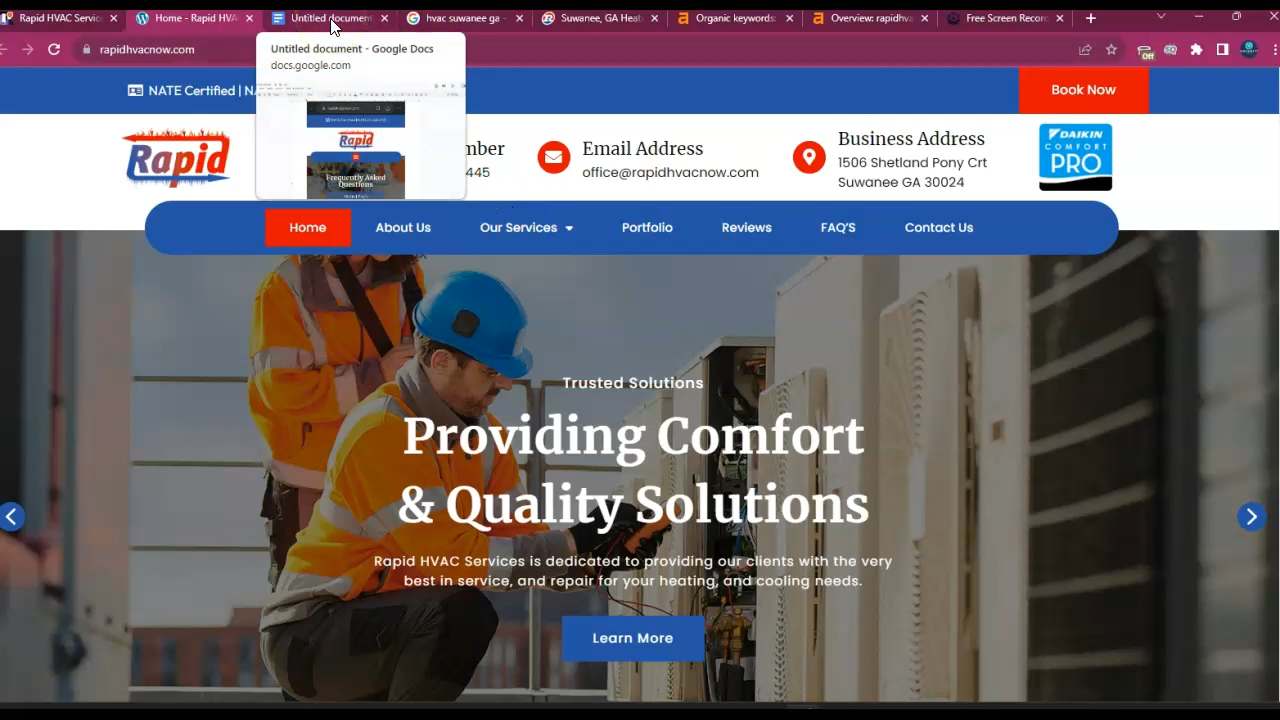 Rapid HVAC Servic
Home - Rapid HVA
Untitled document
hvac suwanee ga -
Suwanee, GA Heat
Organic keywords:
Overview: rapidhva
Free Screen Record
rapidhvacnow.com
Off
Untitled document - Google Docs
docs.google.com
Rapid
Frequently Asked
Questions
NATE Certified | NA
Book Now
Rapid
mber
445
Email Address
office@rapidhvacnow.com
Business Address
1506 Shetland Pony Crt
Suwanee GA 30024
DAIKIN
COMFORT
PRO
Home
About Us
Our Services
Portfolio
Reviews
FAQ'S
Contact Us
Trusted Solutions
Providing Comfort
& Quality Solutions
Rapid HVAC Services is dedicated to providing our clients with the very
best in service, and repair for your heating, and cooling needs.
Learn More